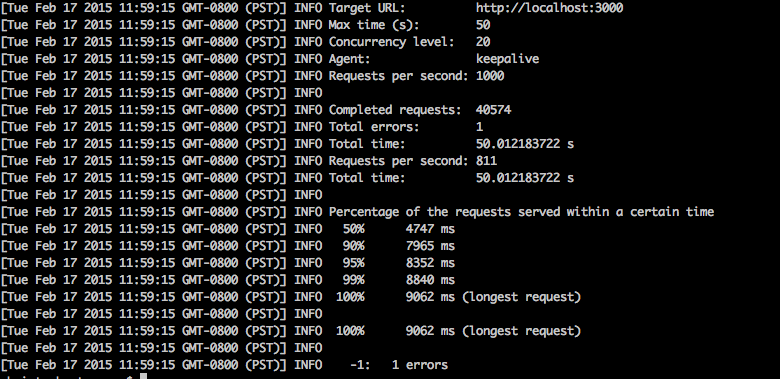 [Tue Feb 17 2015 11:59:15 GMT-0800 (PST)] INFO Target URL: http://localhost:3000
[Tue Feb 17 2015 11:59:15 GMT-0800 (PST)] INFO Max time (s): 50
[Tue Feb 17 2015 11:59:15 GMT-0800 (PST)] INFO Concurrency level: 20
[Tue Feb 17 2015 11:59:15 GMT-0800 (PST)] INFO Agent: keepalive
[Tue Feb 17 2015 11:59:15 GMT-0800 (PST)] INFO Requests per second: 1000
[Tue Feb 17 2015 11:59:15 GMT-0800 (PST)] INFO
[Tue Feb 17 2015 11:59:15 GMT-0800 (PST)] INFO Completed requests: 40574
[Tue Feb 17 2015 11:59:15 GMT-0800 (PST)] INFO Total errors: 1
[Tue Feb 17 2015 11:59:15 GMT-0800 (PST)] INFO Total time: 50.012183722 s
[Tue Feb 17 2015 11:59:15 GMT-0800 (PST)] INFO Requests per second: 811
[Tue Feb 17 2015 11:59:15 GMT-0800 (PST)] INFO Total time: 50.012183722 s
[Tue Feb 17 2015 11:59:15 GMT-0800 (PST)] INFO
[Tue Feb 17 2015 11:59:15 GMT-0800 (PST)] INFO Percentage of the requests served within a certain time
[Tue Feb 17 2015 11:59:15 GMT-0800 (PST)] INFO 50% 4747 ms
[Tue Feb 17 2015 11:59:15 GMT-0800 (PST)] INFO 90% 7965 ms
[Tue Feb 17 2015 11:59:15 GMT-0800 (PST)] INFO 95% 8352 ms
[Tue Feb 17 2015 11:59:15 GMT-0800 (PST)] INFO 99% 8840 ms
[Tue Feb 17 2015 11:59:15 GMT-0800 (PST)] INFO 100% 9062 ms (longest request)
[Tue Feb 17 2015 11:59:15 GMT-0800 (PST)] INFO
[Tue Feb 17 2015 11:59:15 GMT-0800 (PST)] INFO 100% 9062 ms (longest request)
[Tue Feb 17 2015 11:59:15 GMT-0800 (PST)] INFO
[Tue Feb 17 2015 11:59:15 GMT-0800 (PST)] INFO -1: 1 errors